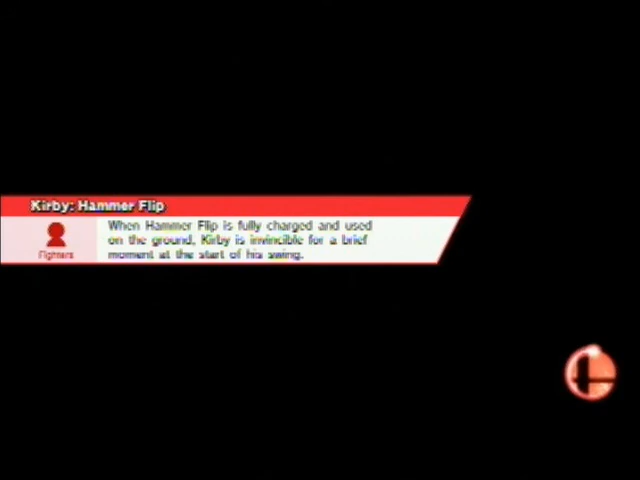 Kirby: Hammer Flip
Fighters
When Hammer Flip is fully charged and used
on the ground, Kirby is invincible for a brief
moment at the start of his swing.